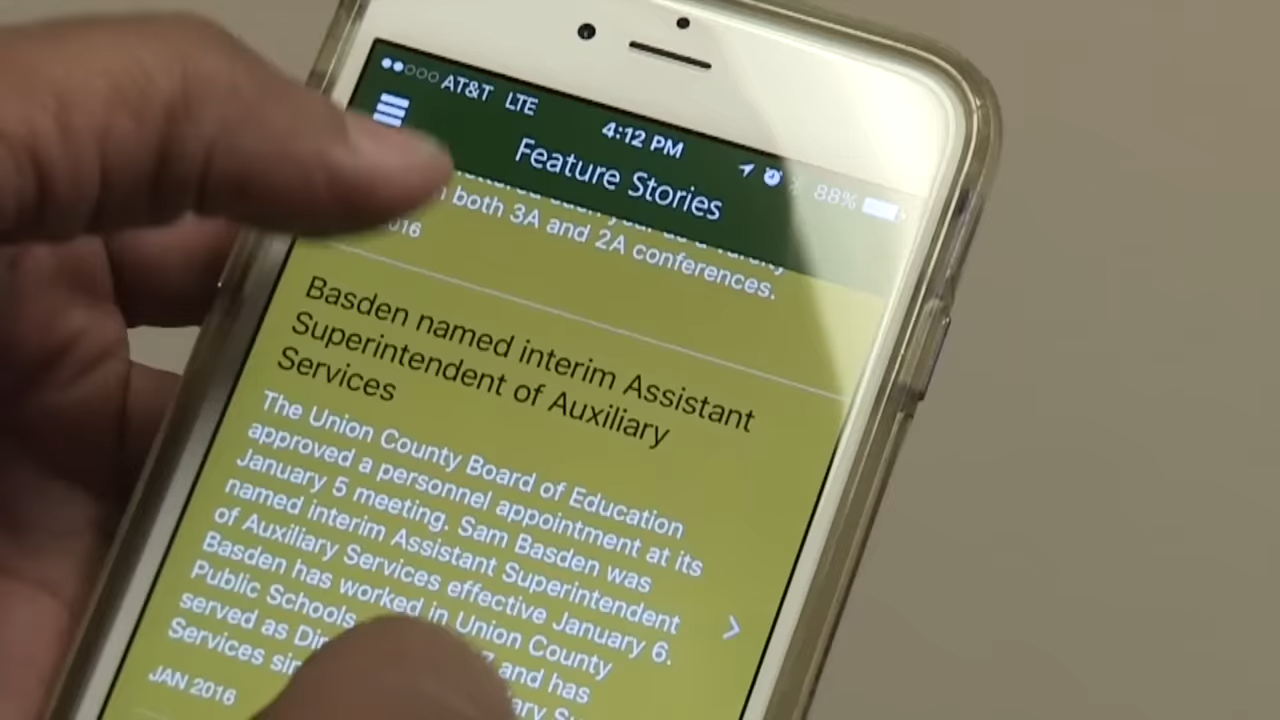 AT&T LTE 4:12 PM 88%
Feature Stories
both 3A and 2A conferences.
Basden named interim Assistant
Superintendent of Auxiliary
Services
The Union County Board of Education
approved a personnel appointment at its
January 5 meeting. Sam Basden was
named interim Assistant Superintendent
of Auxiliary Services effective January 6.
Basden has worked in Union County
Public Schools and has
served as
Services
JAN 2016